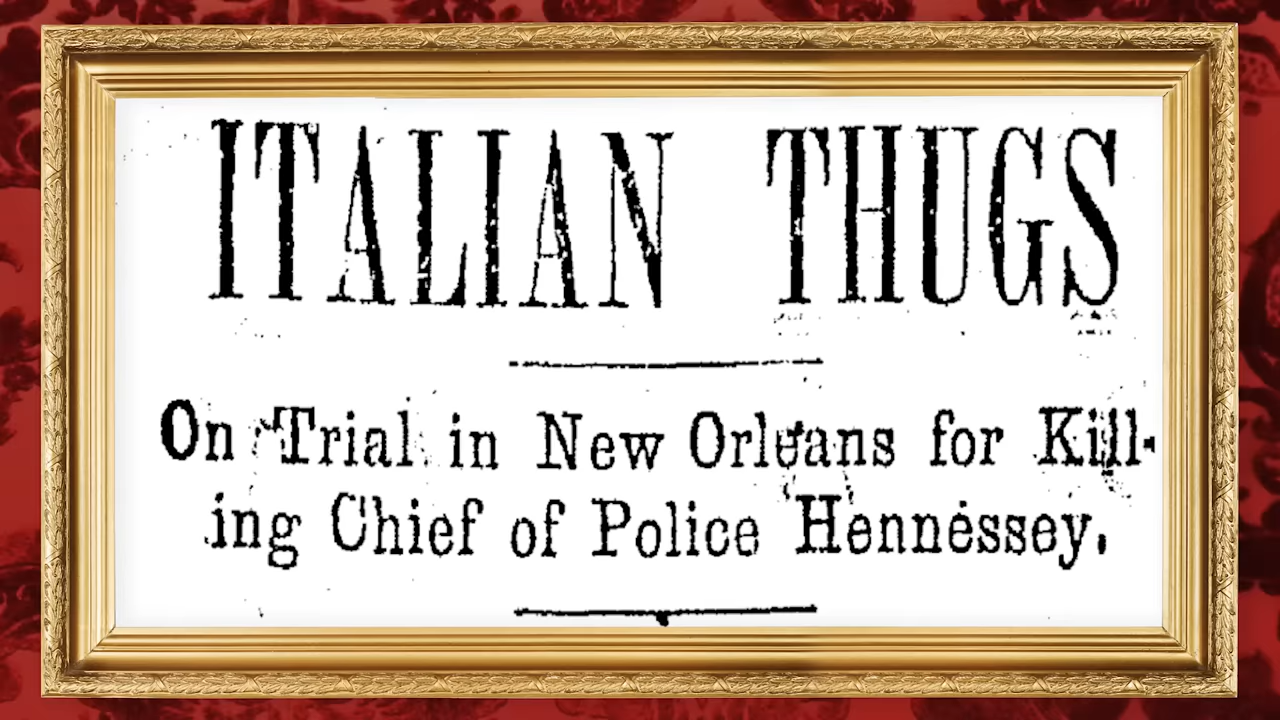 ITALIAN THUGS
On Trial in New Orleans for Kill-
ing Chief of Police Hennessey.